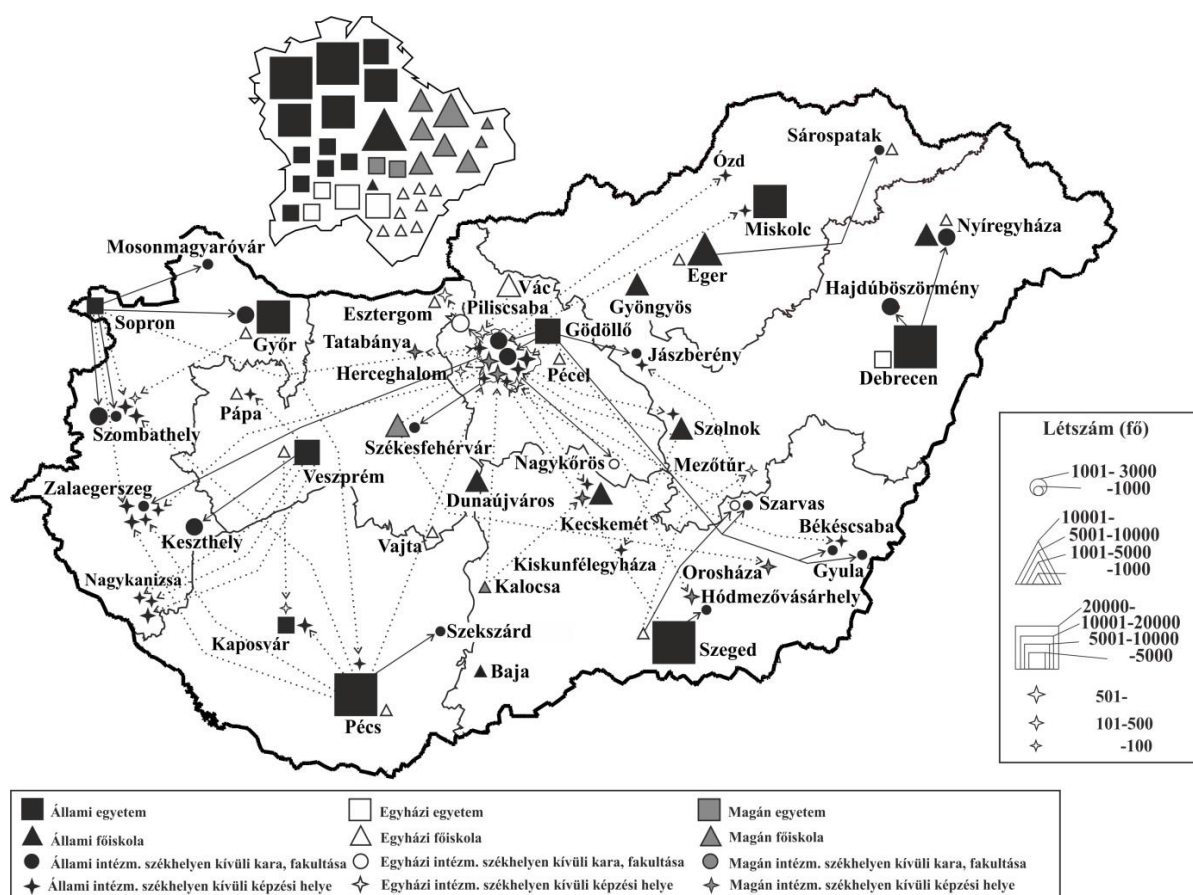 Sárospatak
Ózd
Miskolc
Nyíregyháza
Mosonmagyaróvár
Eger
Vác
Gyöngyös
Hajdúböszörmény
Esztergom
Piliscsaba
Sopron
Gödöllő
Győr
Tatabánya
Jászberény
Herceghalom
Pécel
Debrecen
Pápa
Létszám (fő)
Szombathely
Székesfehérvár
Szolnok
1001- 3000
-1000
Veszprém
Nagykőrös
Mezőtúr
Zalaegerszeg
Dunaújváros
Szarvas
10001-
Kecskemét
Békéscsaba
5001-10000
Keszthely
Vajta
1001-5000
Kiskunfélegyháza
-1000
Nagykanizsa
Orosháza
Gyula
Kalocsa
Hódmezővásárhely
20000-
10001-20000
Kaposvár
Szekszárd
5001-10000
Szeged
-5000
Baja
501-
Pécs
101-500
-100
Állami egyetem
Egyházi egyetem
Magán egyetem
Állami főiskola
Egyházi főiskola
Magán főiskola
Állami intézm. székhelyen kívüli kara, fakultása
Egyházi intézm. székhelyen kívüli kara, fakultása
Magán intézm. székhelyen kívüli kara, fakultása
Állami intézm. székhelyen kívüli képzési helye
Egyházi intézm. székhelyen kívüli képzési helye
Magán intézm. székhelyen kívüli képzési helye